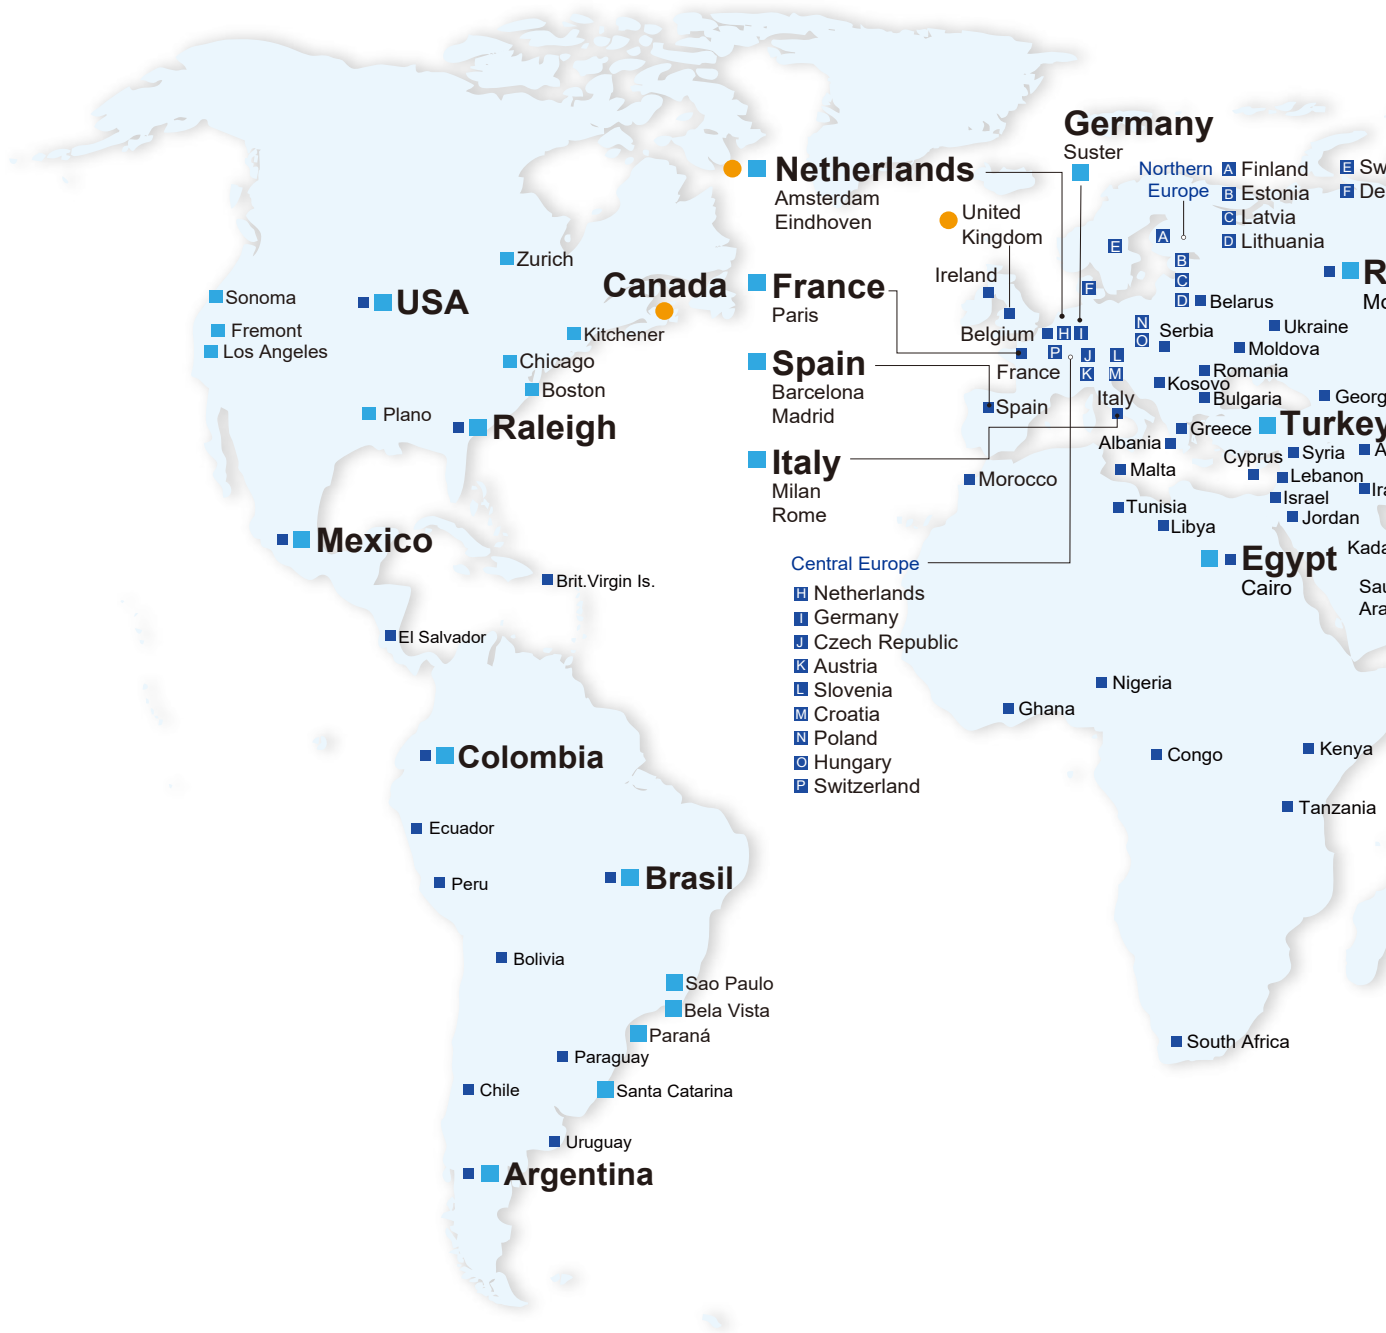 Germany
Suster
Netherlands
Amsterdam
Eindhoven
Northern
Europe
A Finland
B Estonia
C Latvia
D Lithuania
E Sw
F De
United
Kingdom
Zurich
Sonoma
USA
Fremont
Los Angeles
Canada
Kitchener
Chicago
Boston
Plano
Raleigh
France
Paris
Spain
Barcelona
Madrid
Italy
Milan
Rome
Ireland
Belgium
France
Spain
Italy
A
B
C
D
E
F
H
I
J
K
L
M
N
O
P
Belarus
Serbia
Ukraine
Moldova
Romania
Kosovo
Bulgaria
R
Mo
Georg
Greece
Turkey
Albania
Malta
Cyprus
Syria
A
Lebanon
Israel
Ira
Jordan
Morocco
Tunisia
Libya
Egypt
Cairo
Kada
Sau
Ara
Mexico
Brit.Virgin Is.
El Salvador
Central Europe
H Netherlands
I Germany
J Czech Republic
K Austria
L Slovenia
M Croatia
N Poland
O Hungary
P Switzerland
Nigeria
Ghana
Congo
Kenya
Tanzania
South Africa
Colombia
Ecuador
Peru
Brasil
Bolivia
Sao Paulo
Bela Vista
Paraná
Paraguay
Chile
Santa Catarina
Uruguay
Argentina